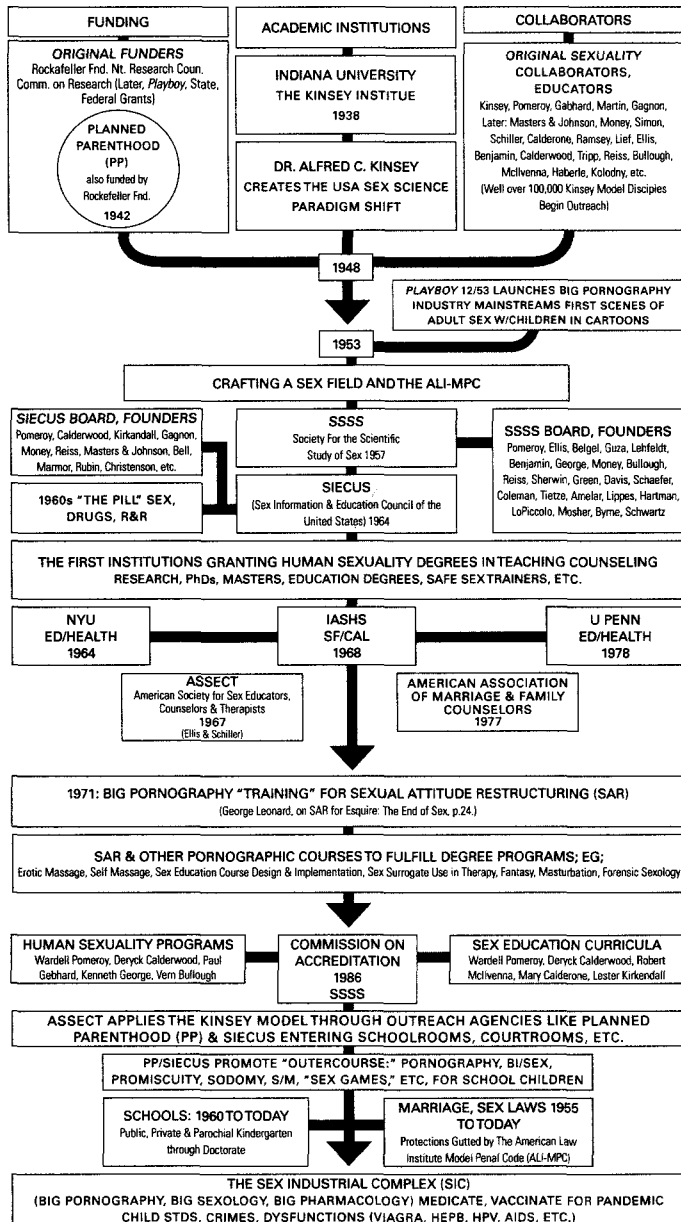 FUNDING
ORIGINAL FUNDERS
Rockafeller Fnd. Nt. Research Coun.
Comm. on Research (Later, Playboy, State,
Federal Grants)
PLANNED
PARENTHOOD
(PP)
also funded by
Rockefeller Fnd.
1942
ACADEMIC INSTITUTIONS
INDIANA UNIVERSITY
THE KINSEY INSTITUE
1938
DR. ALFRED C. KINSEY
CREATES THE USA SEX SCIENCE
PARADIGM SHIFT
COLLABORATORS
ORIGINAL SEXUALITY
COLLABORATORS,
EDUCATORS
Kinsey, Pomeroy, Gabhard, Martin, Gagnon,
Later: Masters & Johnson, Money, Simon,
Schiller, Calderone, Ramsey, Lief, Ellis,
Benjamin, Calderwood, Tripp, Reiss, Bullough,
McIlvenna, Haberle, Kolodny, etc.
(Well over 100,000 Kinsey Model Discipies
Begin Outreach)
1948
PLAYBOY 12/53 LAUNCHES BIG PORNOGRAPHY
INDUSTRY MAINSTREAMS FIRST SCENES OF
ADULT SEX W/CHILDREN IN CARTOONS
1953
CRAFTING A SEX FIELD AND THE ALI-MPC
SIECUS BOARD, FOUNDERS
Pomeroy, Calderwood, Kirkandall, Gagnon,
Money, Reiss, Masters & Johnson, Bell,
Marmor, Rubin, Christenson, etc.
1960s "THE PILL" SEX,
DRUGS, R&R
SSSS
Society For the Scientific
Study of Sex 1957
SIECUS
(Sex Information & Education Council of the
United States) 1964
SSSS BOARD, FOUNDERS
Pomeroy, Ellis, Belgel, Guza, Lehfeldt,
Benjamin, George, Money, Bullough,
Reiss, Sherwin, Green, Davis, Schaefer,
Coleman, Tietze, Amelar, Lippes, Hartman,
LoPiccolo, Mosher, Byrne, Schwartz
THE FIRST INSTITUTIONS GRANTING HUMAN SEXUALITY DEGREES IN TEACHING COUNSELING
RESEARCH, PhDs, MASTERS, EDUCATION DEGREES, SAFE SEX TRAINERS, ETC.
NYU
ED/HEALTH
1964
IASHS
SF/CAL
1968
U PENN
ED/HEALTH
1978
ASSECT
American Society for Sex Educators,
Counselors & Therapists
1967
(Ellis & Schiller)
AMERICAN ASSOCIATION
OF MARRIAGE & FAMILY
COUNSELORS
1977
1971: BIG PORNOGRAPHY "TRAINING" FOR SEXUAL ATTITUDE RESTRUCTURING (SAR)
(George Leonard, on SAR for Esquire: The End of Sex, p.24.)
SAR & OTHER PORNOGRAPHIC COURSES TO FULFILL DEGREE PROGRAMS; EG;
Erotic Massage, Self Massage, Sex Education Course Design & Implementation, Sex Surrogate Use in Therapy, Fantasy, Masturbation, Forensic Sexology
HUMAN SEXUALITY PROGRAMS
Wardell Pomeroy, Deryck Calderwood, Paul
Gebhard, Kenneth George, Vern Bullough
COMMISSION ON
ACCREDITATION
1986
SSSS
SEX EDUCATION CURRICULA
Wardell Pomeroy, Deryck Calderwood, Robert
McIlvenna, Mary Calderone, Lester Kirkendall
ASSECT APPLIES THE KINSEY MODEL THROUGH OUTREACH AGENCIES LIKE PLANNED
PARENTHOOD (PP) & SIECUS ENTERING SCHOOLROOMS, COURTROOMS, ETC.
PP/SIECUS PROMOTE "OUTERCOURSE:" PORNOGRAPHY, BI/SEX,
PROMISCUITY, SODOMY, S/M, "SEX GAMES," ETC, FOR SCHOOL CHILDREN
SCHOOLS: 1960 TO TODAY
Public, Private & Parochial Kindergarten
through Doctorate
MARRIAGE, SEX LAWS 1955
TO TODAY
Protections Gutted by The American Law
Institute Model Penal Code (ALi-MPC)
THE SEX INDUSTRIAL COMPLEX (SIC)
(BIG PORNOGRAPHY, BIG SEXOLOGY, BIG PHARMACOLOGY) MEDICATE, VACCINATE FOR PANDEMIC
CHILD STDS, CRIMES, DYSFUNCTIONS (VIAGRA, HEPB, HPV, AIDS, ETC.)